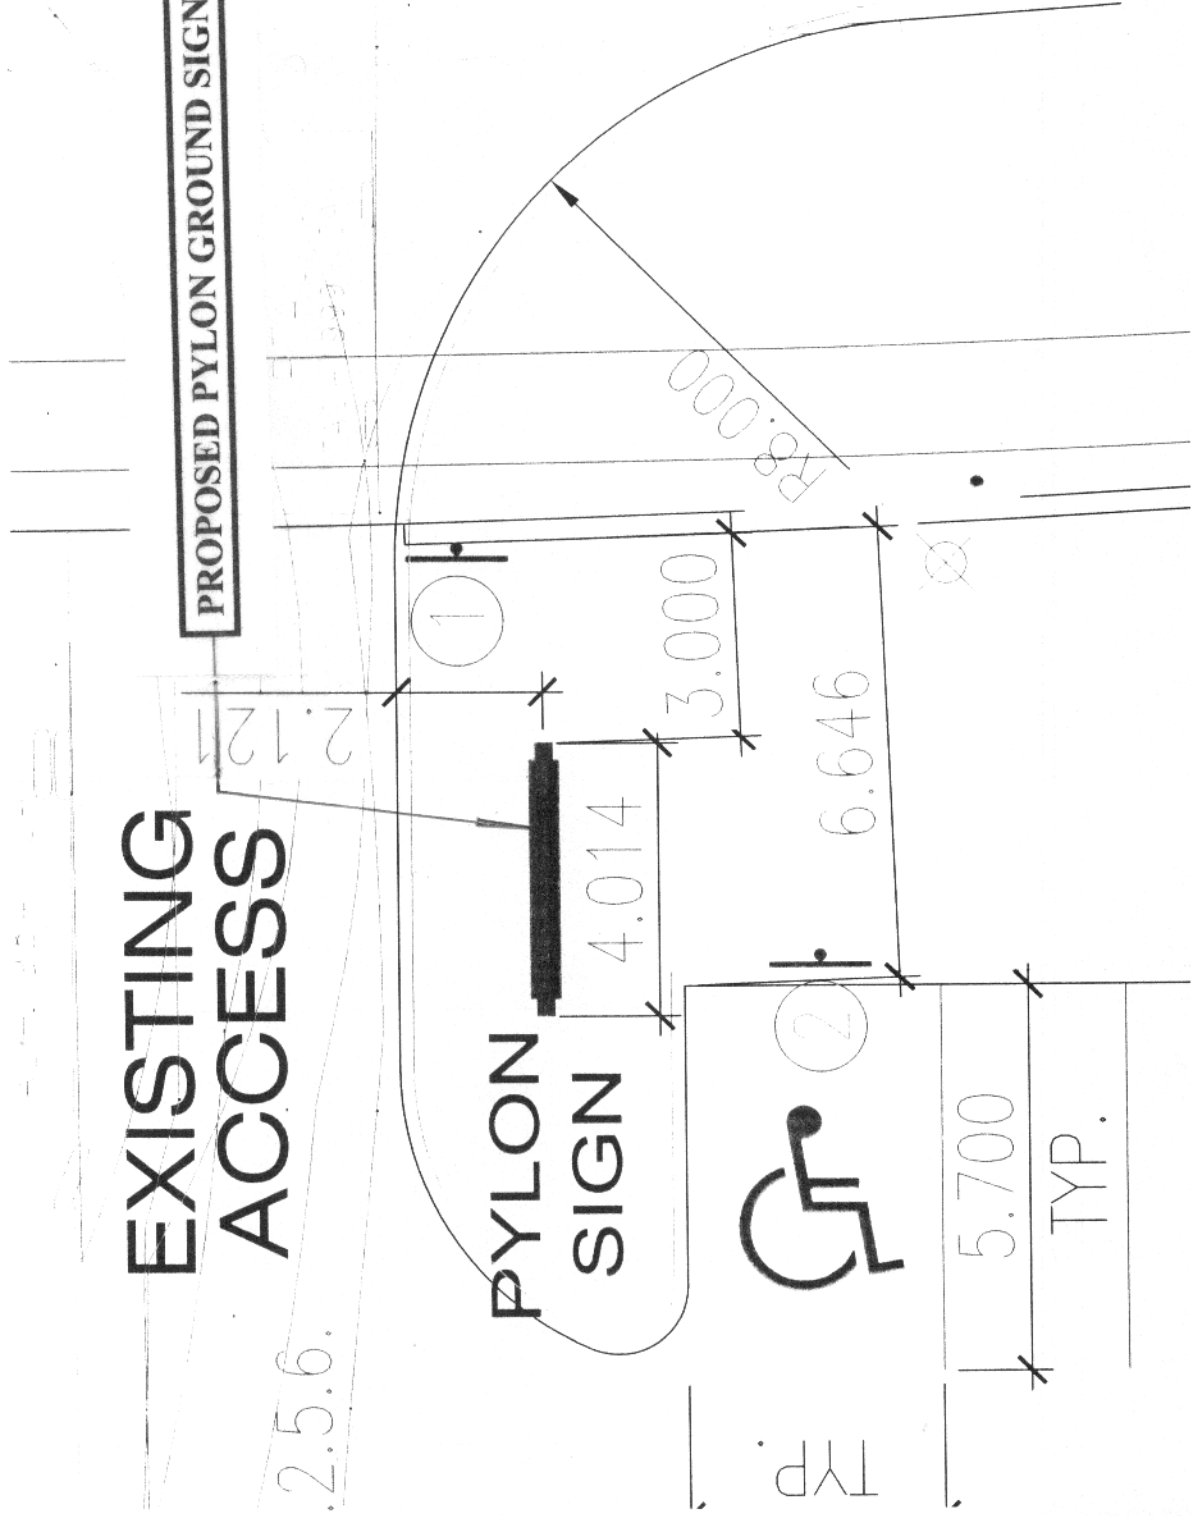 PROPOSED PYLON GROUND SIGN
EXISTING
ACCESS
2.121
R8.000
1
3.000
4.014
6.646
PYLON
SIGN
2
5.700
TYP.
2.5.6.
TYP.